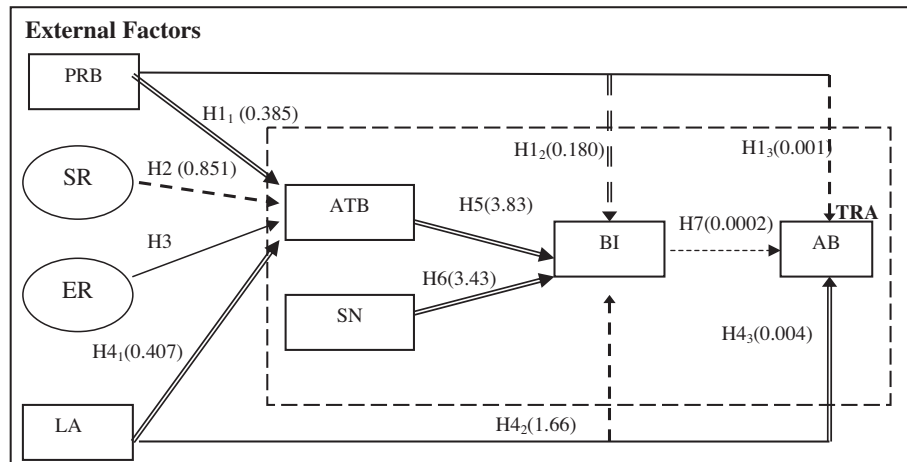 External Factors
PRB
H1₁ (0.385)
H1₂(0.180)
H1₃(0.001)
SR
H2 (0.851)
ATB
H5(3.83)
TRA
H7(0.0002)
BI
AB
H3
ER
H6(3.43)
SN
H4₁(0.407)
H4₃(0.004)
LA
H4₂(1.66)